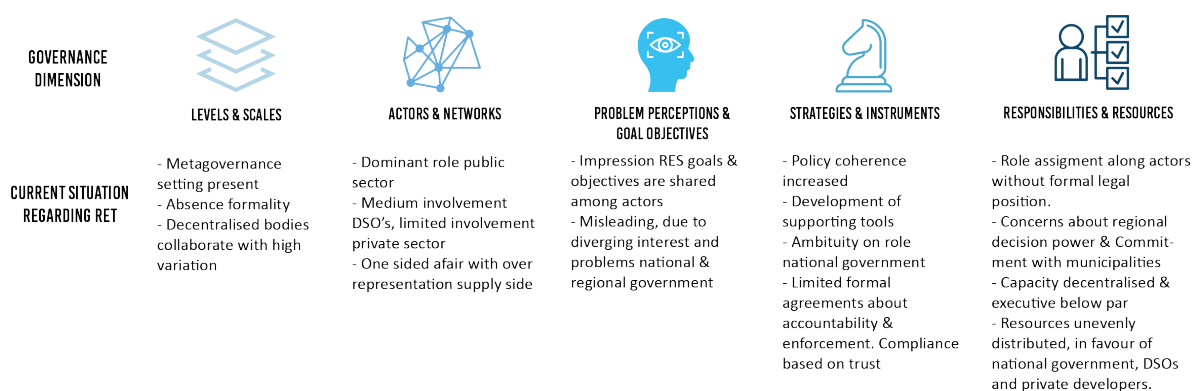 GOVERNANCE
DIMENSION
LEVELS & SCALES
ACTORS & NETWORKS
PROBLEM PERCEPTIONS &
GOAL OBJECTIVES
STRATEGIES & INSTRUMENTS
RESPONSIBILITIES & RESOURCES
CURRENT SITUATION
REGARDING RET
- Metagovernance
setting present
- Absence formality
- Decentralised bodies
collaborate with high
variation
- Dominant role public
sector
- Medium involvement
DSO's, limited involvement
private sector
- One sided afair with over
representation supply side
- Impression RES goals &
objectives are shared
among actors
- Misleading, due to
diverging interest and
problems national &
regional government
- Policy coherence
increased
- Development of
supporting tools
- Ambituity on role
national government
- Limited formal
agreements about
accountability &
enforcement. Compliance
based on trust
- Role assigment along actors
without formal legal
position.
- Concerns about regional
decision power & Commit-
ment with municipalities
- Capacity decentralised &
executive below par
- Resources unevenly
distributed, in favour of
national government, DSOs
and private developers.